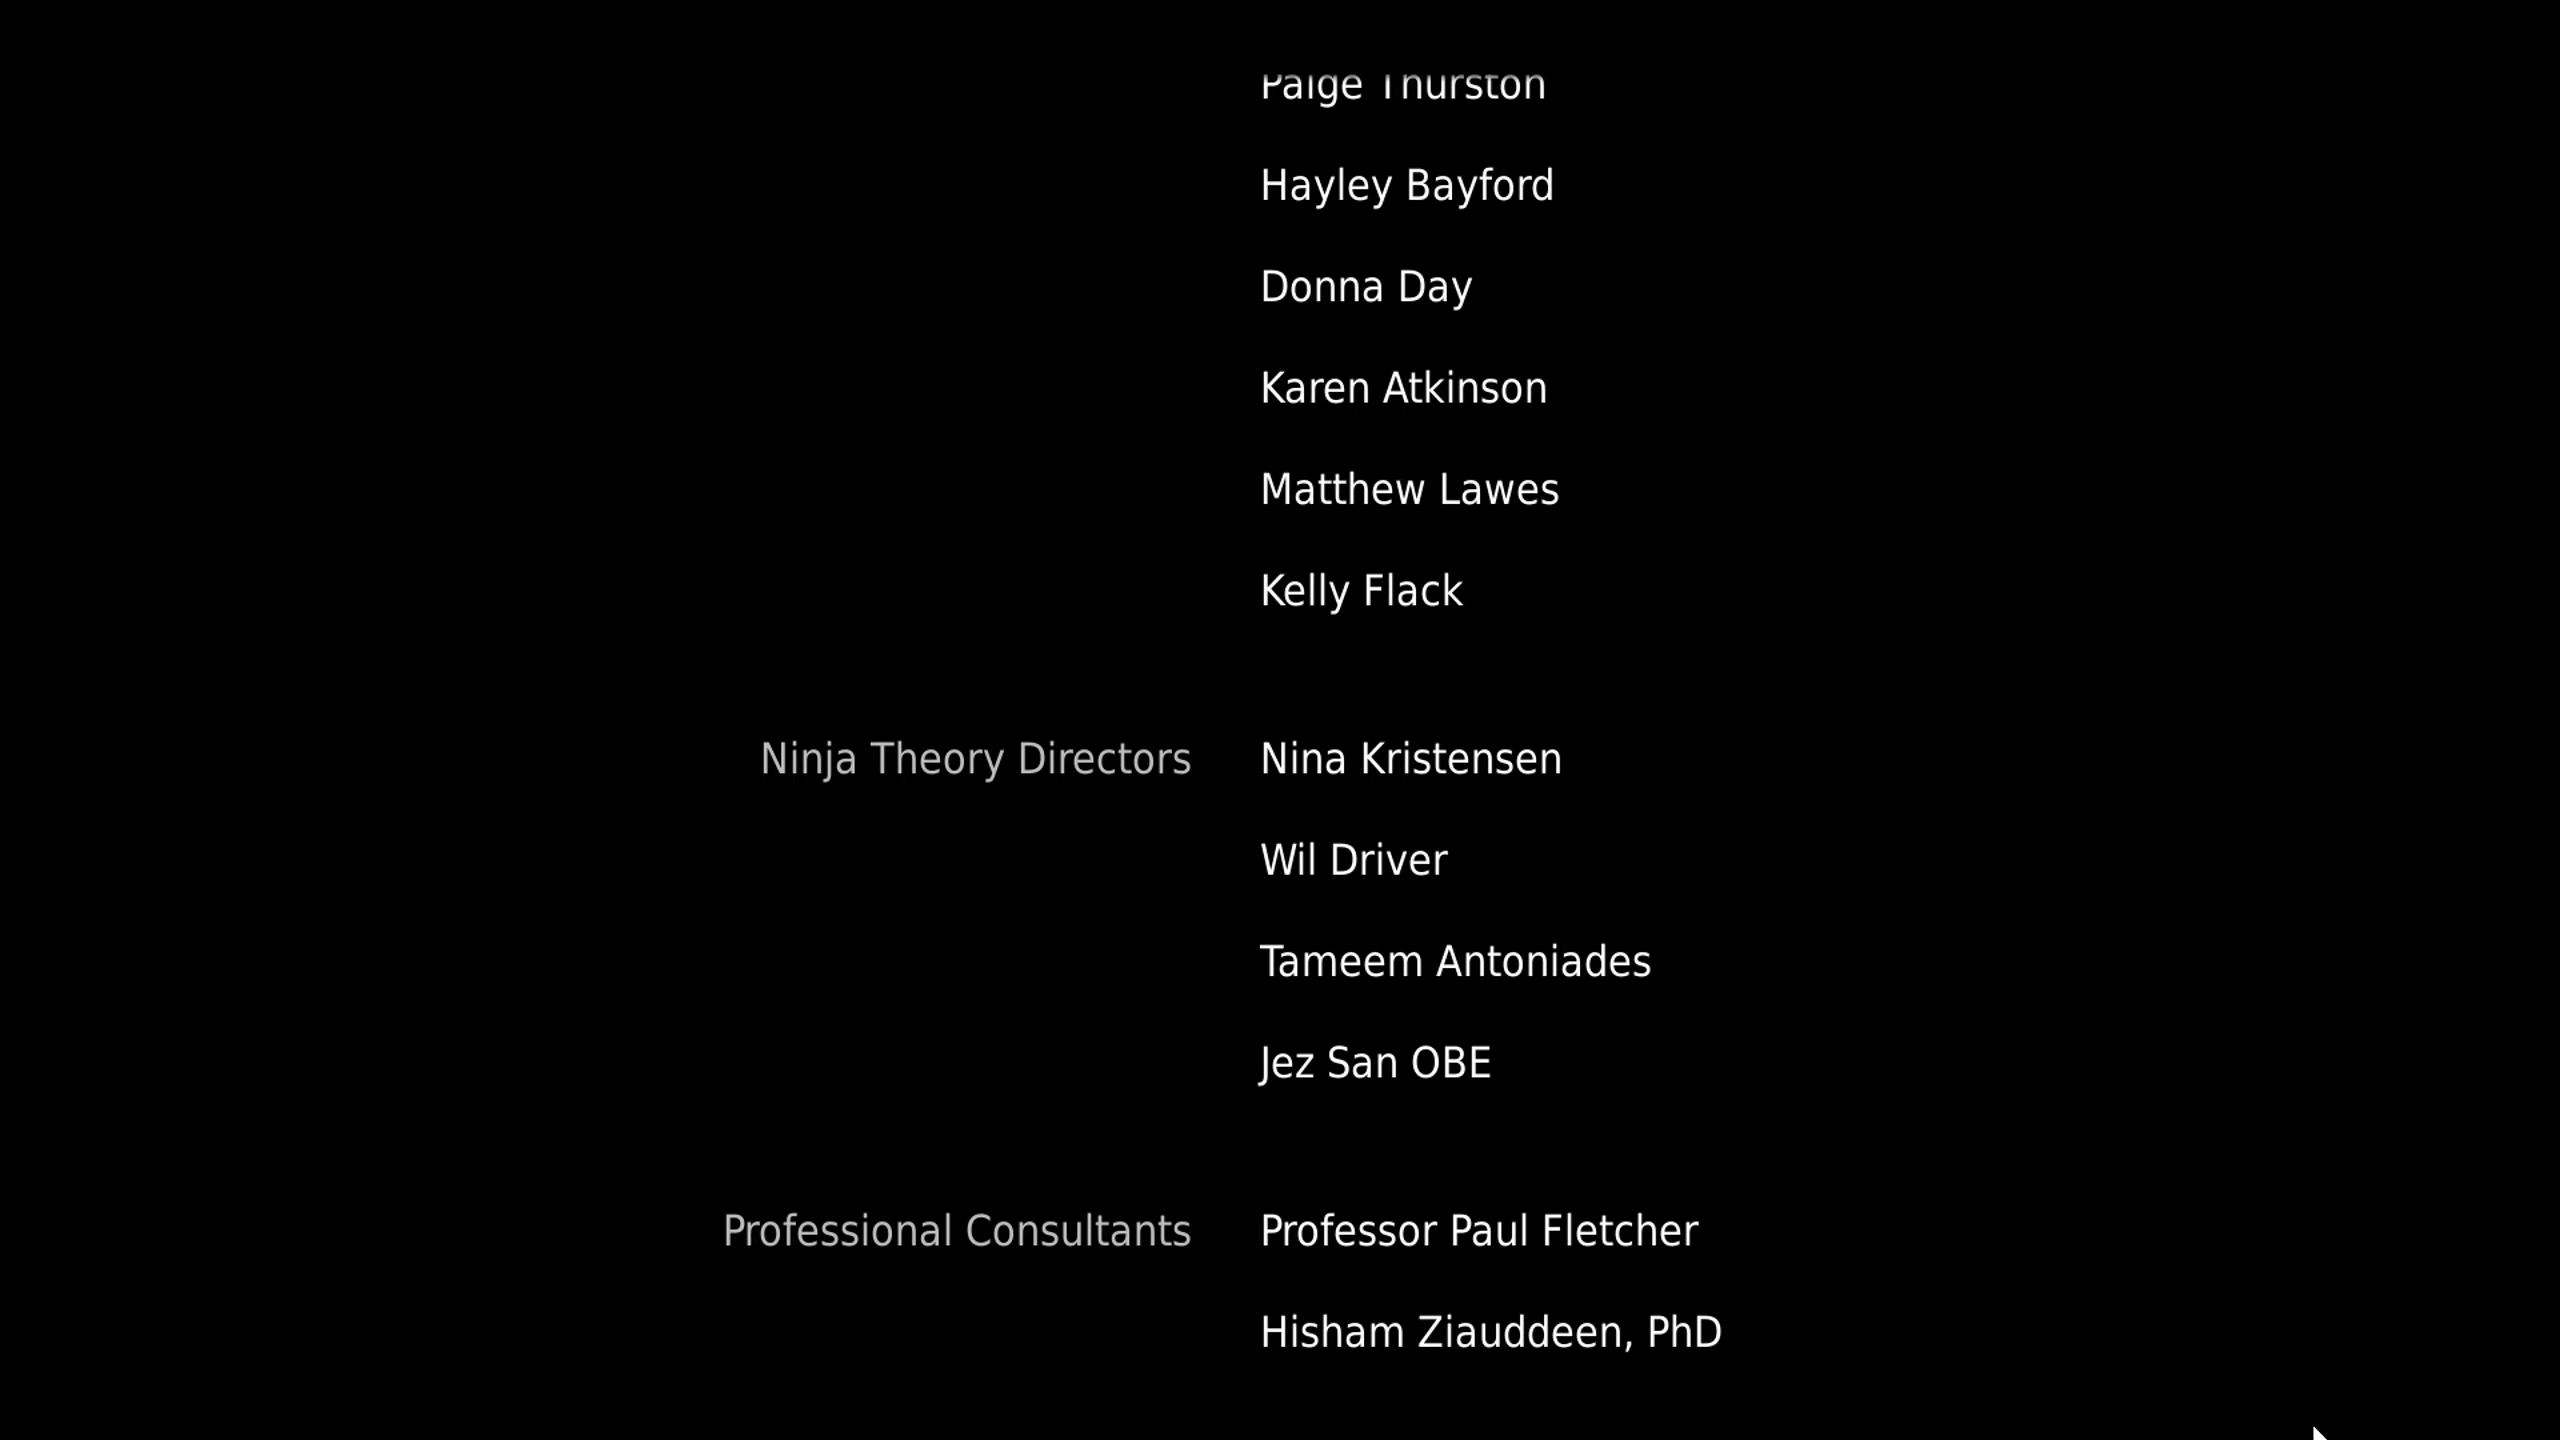 Paige Thurston
Hayley Bayford
Donna Day
Karen Atkinson
Matthew Lawes
Kelly Flack
Ninja Theory Directors Nina Kristensen
Wil Driver
Tameem Antoniades
Jez San OBE
Professional Consultants Professor Paul Fletcher
Hisham Ziauddeen, PhD